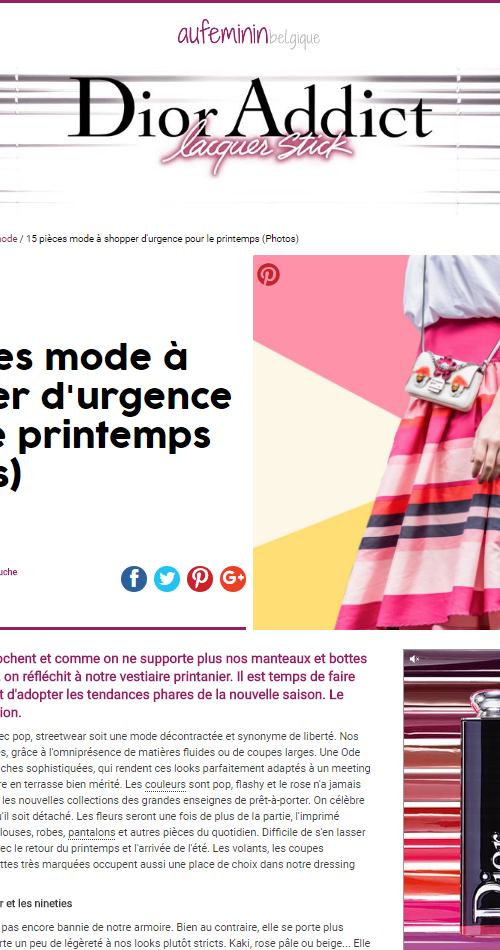 aufeminin belgique
Dior Addict
lacquer stick
mode / 15 pièces mode à shopper d'urgence pour le printemps (Photos)
es mode à
er d'urgence
e printemps
s)
uche
ochent et comme on ne supporte plus nos manteaux et bottes
on réfléchit à notre vestiaire printanier. Il est temps de faire
t d'adopter les tendances phares de la nouvelle saison. Le
ion.
ec pop, streetwear soit une mode décontractée et synonyme de liberté. Nos
s, grâce à l'omniprésence de matières fluides ou de coupes larges. Une Ode
ches sophistiquées, qui rendent ces looks parfaitement adaptés à un meeting
re en terrasse bien mérité. Les couleurs sont pop, flashy et le rose n'a jamais
les nouvelles collections des grandes enseignes de prêt-à-porter. On célèbre
u'il soit détaché. Les fleurs seront une fois de plus de la partie, l'imprimé
louses, robes, pantalons et autres pièces du quotidien. Difficile de s'en lasser
vec le retour du printemps et l'arrivée de l'été. Les volants, les coupes
ttes très marquées occupent aussi une place de choix dans notre dressing
r et les nineties
pas encore bannie de notre armoire. Bien au contraire, elle se porte plus
rte un peu de légèreté à nos looks plutôt stricts. Kaki, rose pâle ou beige... Elle
Dior